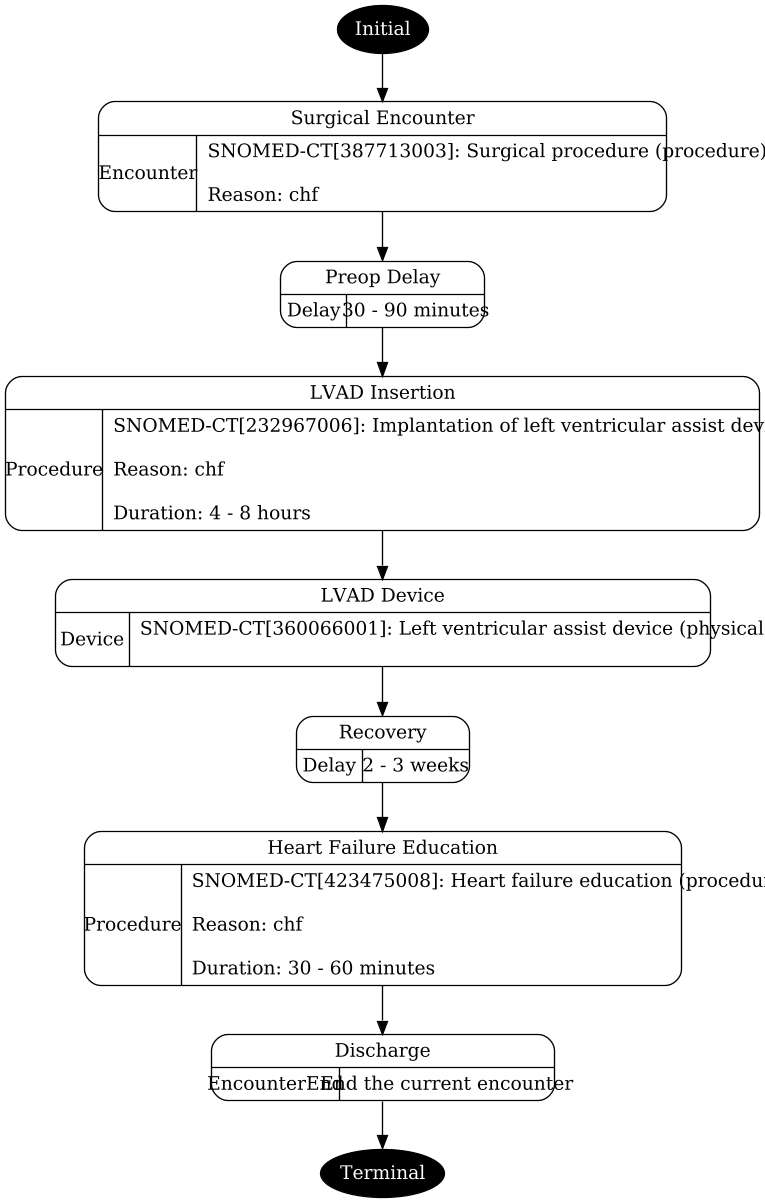 Initial
Surgical Encounter
Encounter
SNOMED-CT[387713003]: Surgical procedure (procedure)
Reason: chf
Preop Delay
Delay
30 - 90 minutes
LVAD Insertion
Procedure
SNOMED-CT[232967006]: Implantation of left ventricular assist dev
Reason: chf
Duration: 4 - 8 hours
LVAD Device
Device
SNOMED-CT[360066001]: Left ventricular assist device (physical
Recovery
Delay
2 - 3 weeks
Heart Failure Education
Procedure
SNOMED-CT[423475008]: Heart failure education (procedu
Reason: chf
Duration: 30 - 60 minutes
Discharge
EncounterEnd
End the current encounter
Terminal